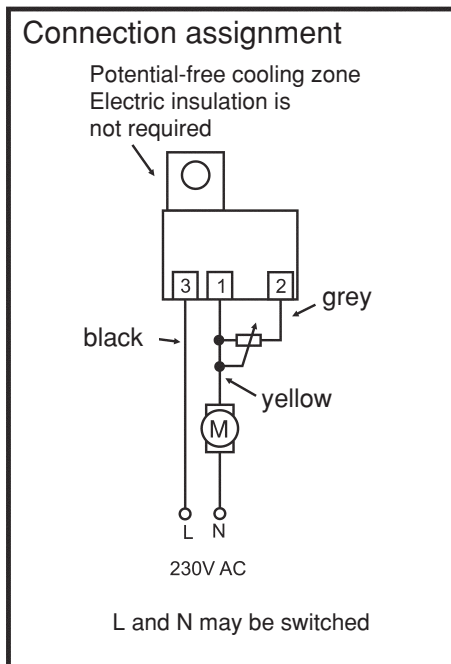 Connection assignment
Potential-free cooling zone
Electric insulation is
not required
3 1 2
grey
black
yellow
M
L N
230V AC
L and N may be switched